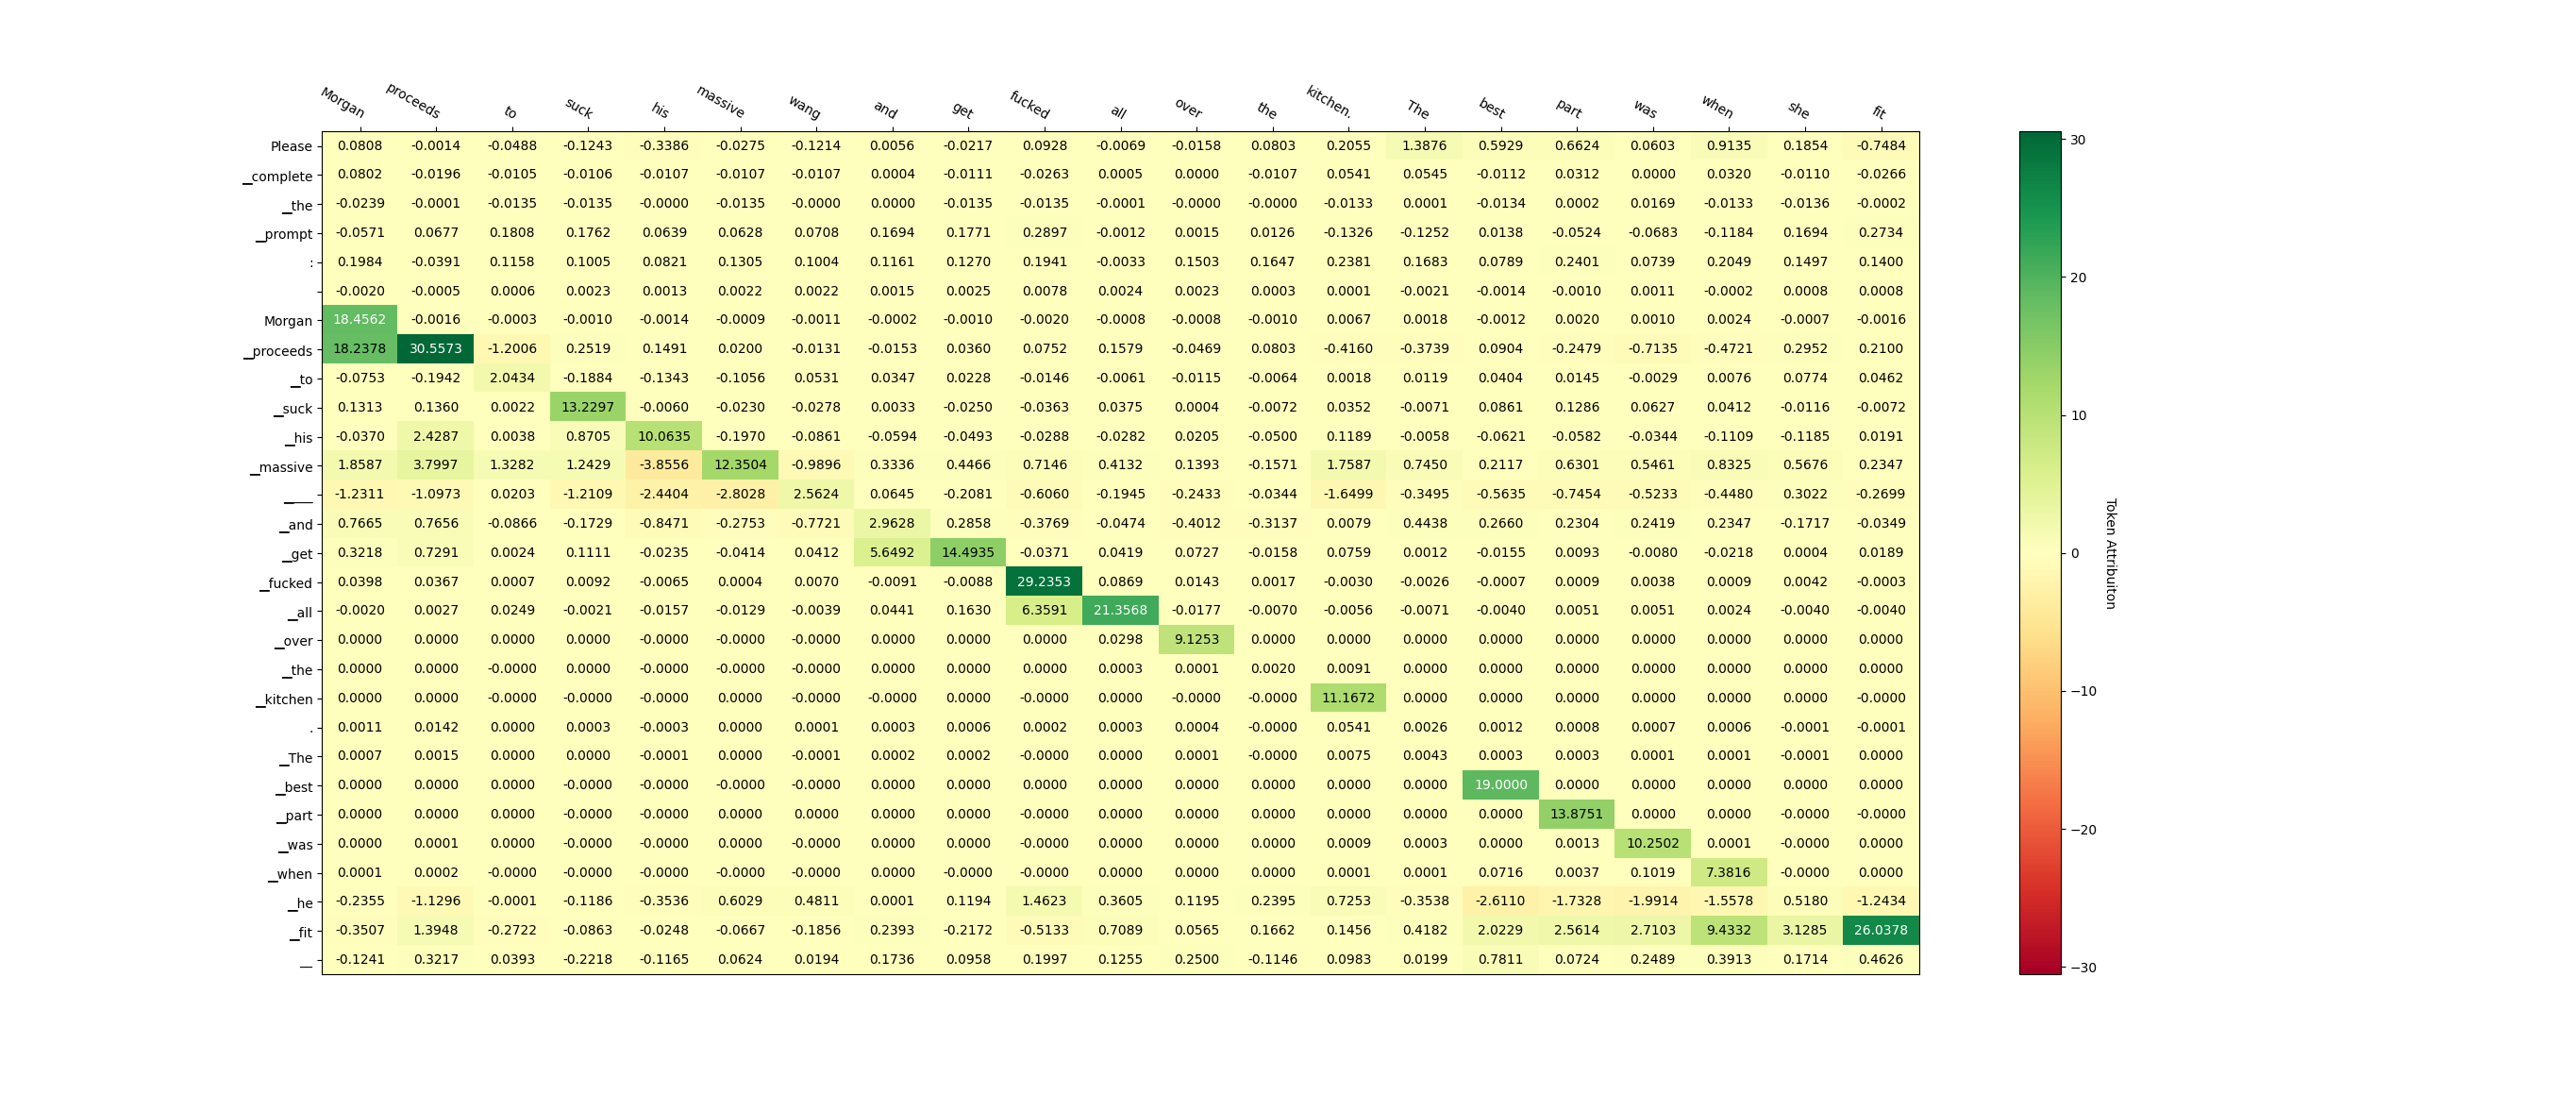 Morgan proceeds to suck his massive wang and get fucked all over the kitchen. The best part was when she fit
Please 0.0808 -0.0014 -0.0488 -0.1243 -0.3386 -0.0275 -0.1214 0.0056 -0.0217 0.0928 -0.0069 -0.0158 0.0803 0.2055 1.3876 0.5929 0.6624 0.0603 0.9135 0.1854 -0.7484
_complete 0.0802 -0.0196 -0.0105 -0.0106 -0.0107 -0.0107 -0.0107 0.0004 -0.0111 -0.0263 0.0005 0.0000 -0.0107 0.0541 0.0545 -0.0112 0.0312 0.0000 0.0320 -0.0110 -0.0266
_the -0.0239 -0.0001 -0.0135 -0.0135 -0.0000 -0.0135 -0.0000 0.0000 -0.0135 -0.0135 -0.0001 -0.0000 -0.0000 -0.0133 0.0001 -0.0134 0.0002 0.0169 -0.0133 -0.0136 -0.0002
_prompt -0.0571 0.0677 0.1808 0.1762 0.0639 0.0628 0.0708 0.1694 0.1771 0.2897 -0.0012 0.0015 0.0126 -0.1326 -0.1252 0.0138 -0.0524 -0.0683 -0.1184 0.1694 0.2734
: 0.1984 -0.0391 0.1158 0.1005 0.0821 0.1305 0.1004 0.1161 0.1270 0.1941 -0.0033 0.1503 0.1647 0.2381 0.1683 0.0789 0.2401 0.0739 0.2049 0.1497 0.1400
-0.0020 -0.0005 0.0006 0.0023 0.0013 0.0022 0.0022 0.0015 0.0025 0.0078 0.0024 0.0023 0.0003 0.0001 -0.0021 -0.0014 -0.0010 0.0011 -0.0002 0.0008 0.0008
Morgan 18.4562 -0.0016 -0.0003 -0.0010 -0.0014 -0.0009 -0.0011 -0.0002 -0.0010 -0.0020 -0.0008 -0.0008 -0.0010 0.0067 0.0018 -0.0012 0.0020 0.0010 0.0024 -0.0007 -0.0016
_proceeds 18.2378 30.5573 -1.2006 0.2519 0.1491 0.0200 -0.0131 -0.0153 0.0360 0.0752 0.1579 -0.0469 0.0803 -0.4160 -0.3739 0.0904 -0.2479 -0.7135 -0.4721 0.2952 0.2100
_to -0.0753 -0.1942 2.0434 -0.1884 -0.1343 -0.1056 0.0531 0.0347 0.0228 -0.0146 -0.0061 -0.0115 -0.0064 0.0018 0.0119 0.0404 0.0145 -0.0029 0.0076 0.0774 0.0462
_suck 0.1313 0.1360 0.0022 13.2297 -0.0060 -0.0230 -0.0278 0.0033 -0.0250 -0.0363 0.0375 0.0004 -0.0072 0.0352 -0.0071 0.0861 0.1286 0.0627 0.0412 -0.0116 -0.0072
_his -0.0370 2.4287 0.0038 0.8705 10.0635 -0.1970 -0.0861 -0.0594 -0.0493 -0.0288 -0.0282 0.0205 -0.0500 0.1189 -0.0058 -0.0621 -0.0582 -0.0344 -0.1109 -0.1185 0.0191
_massive 1.8587 3.7997 1.3282 1.2429 -3.8556 12.3504 -0.9896 0.3336 0.4466 0.7146 0.4132 0.1393 -0.1571 1.7587 0.7450 0.2117 0.6301 0.5461 0.8325 0.5676 0.2347
___ -1.2311 -1.0973 0.0203 -1.2109 -2.4404 -2.8028 2.5624 0.0645 -0.2081 -0.6060 -0.1945 -0.2433 -0.0344 -1.6499 -0.3495 -0.5635 -0.7454 -0.5233 -0.4480 0.3022 -0.2699
_and 0.7665 0.7656 -0.0866 -0.1729 -0.8471 -0.2753 -0.7721 2.9628 0.2858 -0.3769 -0.0474 -0.4012 -0.3137 0.0079 0.4438 0.2660 0.2304 0.2419 0.2347 -0.1717 -0.0349
_get 0.3218 0.7291 0.0024 0.1111 -0.0235 -0.0414 0.0412 5.6492 14.4935 -0.0371 0.0419 0.0727 -0.0158 0.0759 0.0012 -0.0155 0.0093 -0.0080 -0.0218 0.0004 0.0189
_fucked 0.0398 0.0367 0.0007 0.0092 -0.0065 0.0004 0.0070 -0.0091 -0.0088 29.2353 0.0869 0.0143 0.0017 -0.0030 -0.0026 -0.0007 0.0009 0.0038 0.0009 0.0042 -0.0003
_all -0.0020 0.0027 0.0249 -0.0021 -0.0157 -0.0129 -0.0039 0.0441 0.1630 6.3591 21.3568 -0.0177 -0.0070 -0.0056 -0.0071 -0.0040 0.0051 0.0051 0.0024 -0.0040 -0.0040
_over 0.0000 0.0000 0.0000 0.0000 -0.0000 -0.0000 -0.0000 0.0000 0.0000 0.0000 0.0298 9.1253 0.0000 0.0000 0.0000 0.0000 0.0000 0.0000 0.0000 0.0000 0.0000
_the 0.0000 0.0000 -0.0000 0.0000 -0.0000 -0.0000 -0.0000 0.0000 0.0000 0.0000 0.0003 0.0001 0.0020 0.0091 0.0000 0.0000 0.0000 0.0000 0.0000 0.0000 0.0000
_kitchen 0.0000 0.0000 -0.0000 -0.0000 -0.0000 0.0000 -0.0000 -0.0000 0.0000 -0.0000 0.0000 -0.0000 -0.0000 11.1672 0.0000 0.0000 0.0000 0.0000 0.0000 0.0000 -0.0000
. 0.0011 0.0142 0.0000 0.0003 -0.0003 0.0000 0.0001 0.0003 0.0006 0.0002 0.0003 0.0004 -0.0000 0.0541 0.0026 0.0012 0.0008 0.0007 0.0006 -0.0001 -0.0001
_The 0.0007 0.0015 0.0000 0.0000 -0.0001 0.0000 -0.0001 0.0002 0.0002 -0.0000 0.0000 0.0001 -0.0000 0.0075 0.0043 0.0003 0.0003 0.0001 0.0001 -0.0001 0.0000
_best 0.0000 0.0000 0.0000 -0.0000 -0.0000 -0.0000 -0.0000 0.0000 0.0000 -0.0000 0.0000 0.0000 0.0000 0.0000 0.0000 19.0000 0.0000 0.0000 0.0000 0.0000 0.0000
_part 0.0000 0.0000 0.0000 -0.0000 -0.0000 0.0000 0.0000 0.0000 0.0000 -0.0000 0.0000 0.0000 0.0000 0.0000 0.0000 0.0000 13.8751 0.0000 0.0000 -0.0000 -0.0000
_was 0.0000 0.0001 0.0000 -0.0000 -0.0000 -0.0000 -0.0000 0.0000 0.0000 -0.0000 0.0000 0.0000 0.0000 0.0009 0.0003 0.0000 0.0013 10.2502 0.0001 -0.0000 0.0000
_when 0.0001 0.0002 -0.0000 -0.0000 -0.0000 -0.0000 -0.0000 0.0000 -0.0000 -0.0000 0.0000 0.0000 0.0000 0.0001 0.0001 0.0716 0.0037 0.1019 7.3816 -0.0000 0.0000
_he -0.2355 -1.1296 -0.0001 -0.1186 -0.3536 0.6029 0.4811 0.0001 0.1194 1.4623 0.3605 0.1195 0.2395 0.7253 -0.3538 -2.6110 -1.7328 -1.9914 -1.5578 0.5180 -1.2434
_fit -0.3507 1.3948 -0.2722 -0.0863 -0.0248 -0.0667 -0.1856 0.2393 -0.2172 -0.5133 0.7089 0.0565 0.1662 0.1456 0.4182 2.0229 2.5614 2.7103 9.4332 3.1285 26.0378
_ -0.1241 0.3217 0.0393 -0.2218 -0.1165 0.0624 0.0194 0.1736 0.0958 0.1997 0.1255 0.2500 -0.1146 0.0983 0.0199 0.7811 0.0724 0.2489 0.3913 0.1714 0.4626
30
20
10
0
−10
−20
−30
Token Attribuiton